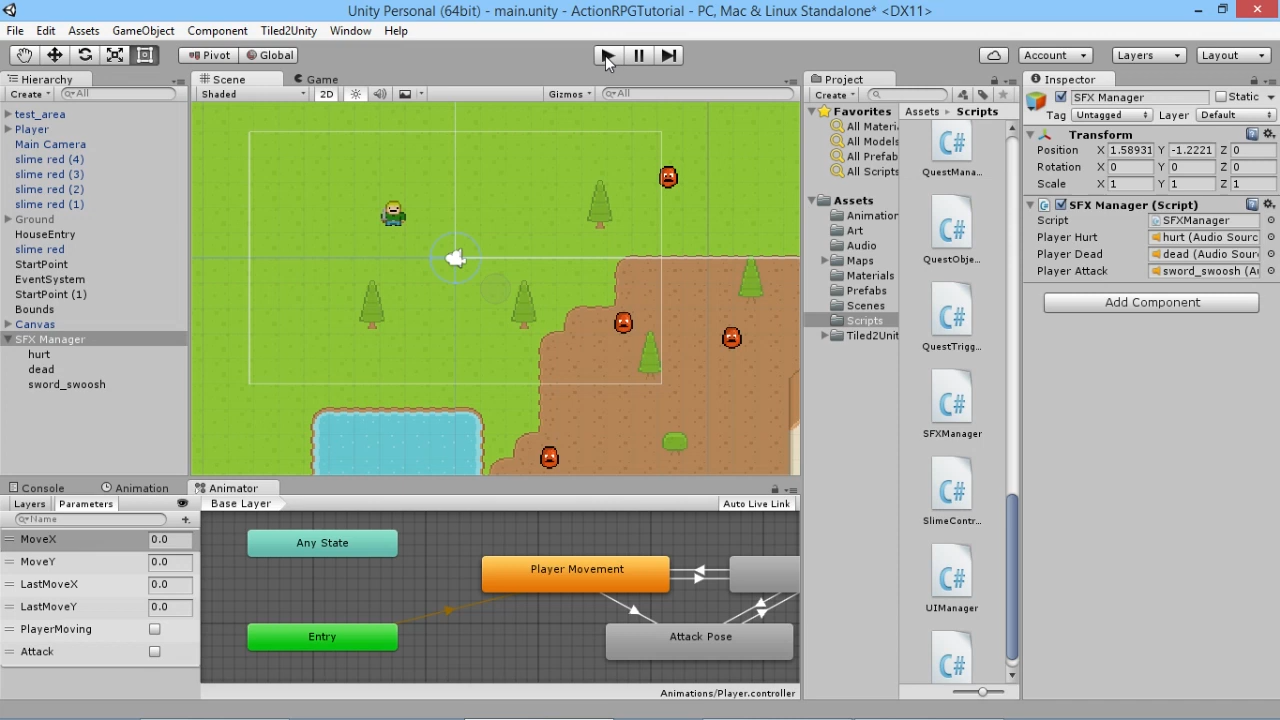 Unity Personal (64bit) - main.unity - ActionRPGTutorial - PC, Mac & Linux Standalone* <DX11>
File Edit Assets GameObject Component Tiled2Unity Window Help
Pivot Global Account Layers Layout
Hierarchy
Create All
test_area
Player
Main Camera
slime red (4)
slime red (3)
slime red (2)
slime red (1)
Ground
HouseEntry
slime red
StartPoint
EventSystem
StartPoint (1)
Bounds
Canvas
SFX Manager
hurt
dead
sword_swoosh
Scene Game
Shaded 2D Gizmos All
Project
Create
Favorites
All Materi
All Models
All Prefab
All Scripts
Assets
Animation
Art
Audio
Maps
Materials
Prefabs
Scenes
Scripts
Tiled2Unit
Assets Scripts
C#
QuestMana...
C#
QuestObje...
C#
QuestTrigg...
C#
SFXManager
C#
SlimeContr...
C#
UIManager
C#
Inspector
SFX Manager Static
Tag Untagged Layer Default
Transform
Position X 1.58931 Y -1.2221 Z 0
Rotation X 0 Y 0 Z 0
Scale X 1 Y 1 Z 1
SFX Manager (Script)
Script SFXManager
Player Hurt hurt (Audio Sourc
Player Dead dead (Audio Sourc
Player Attack sword_swoosh (Au
Add Component
Console Animation Animator
Layers Parameters
Name
MoveX 0.0
MoveY 0.0
LastMoveX 0.0
LastMoveY 0.0
PlayerMoving
Attack
Base Layer Auto Live Link
Any State
Player Movement
Entry
Attack Pose
Animations/Player.controller